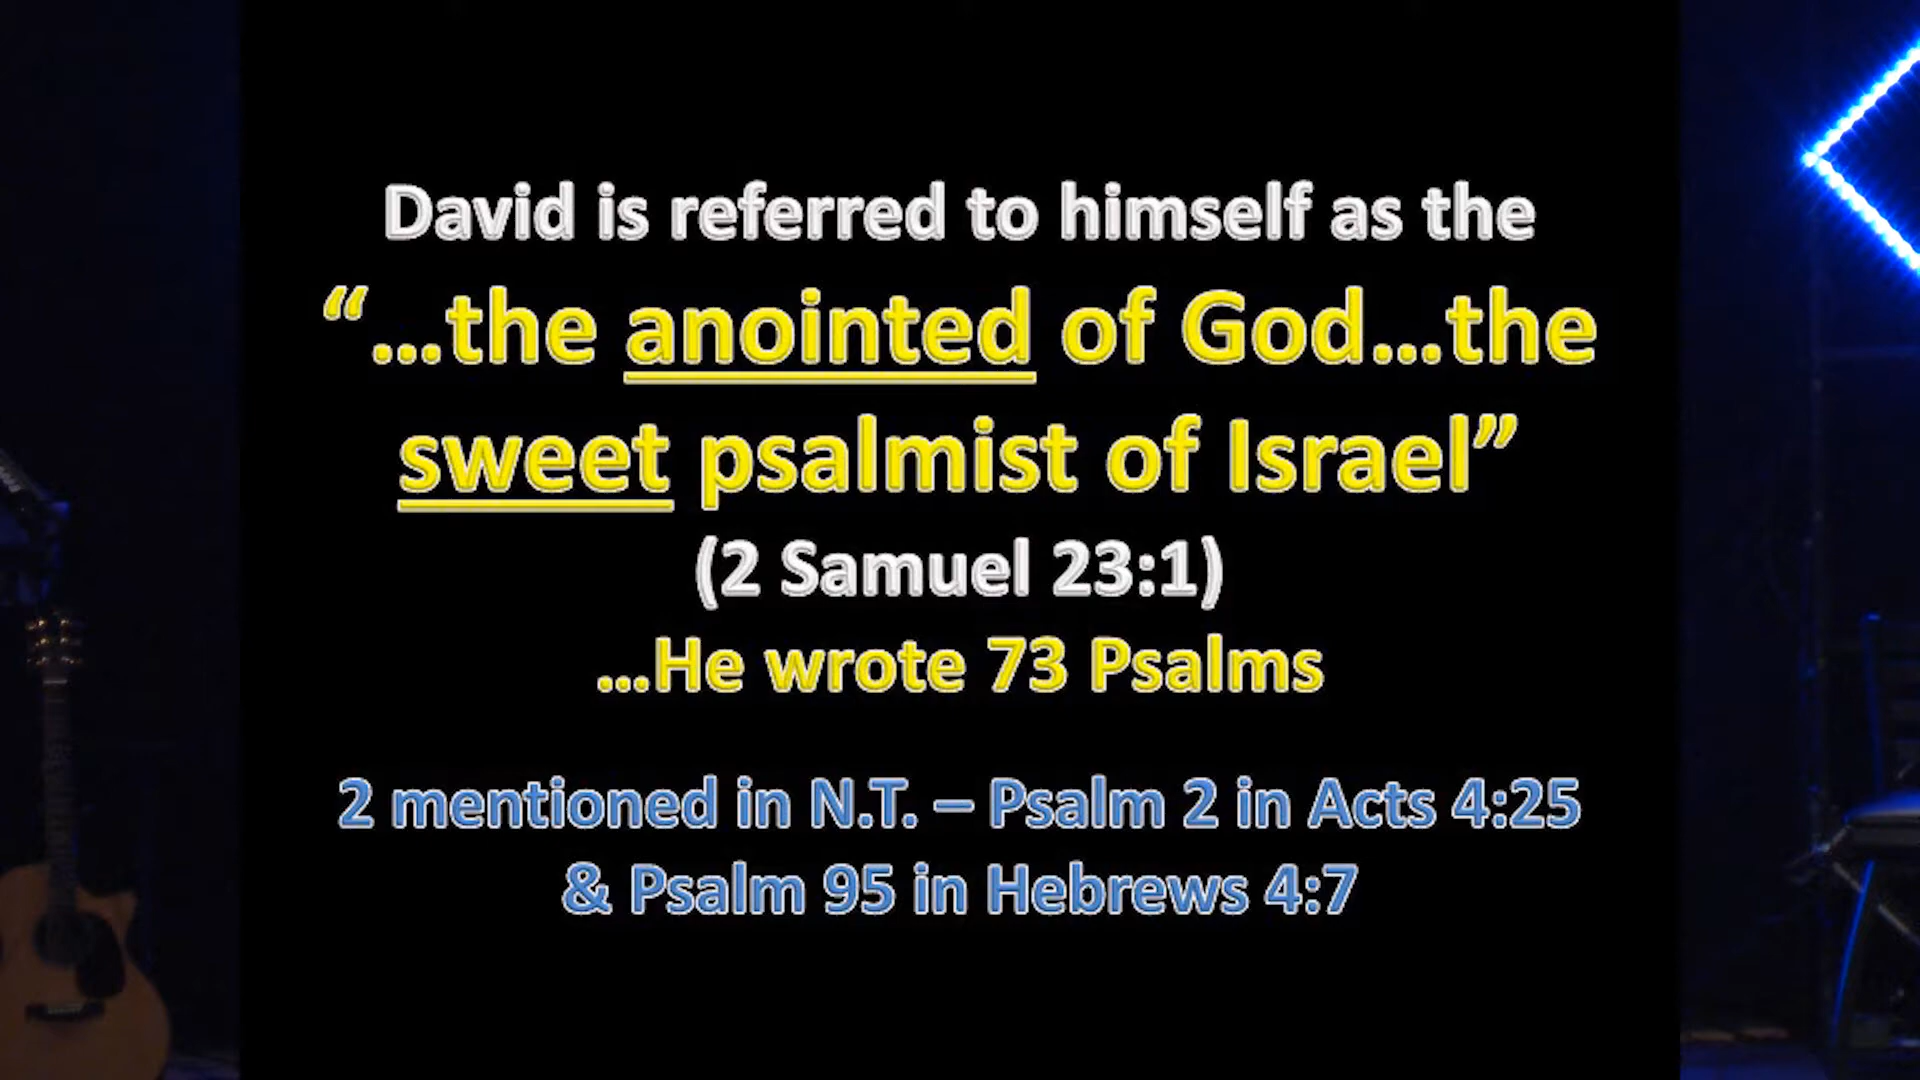 David is referred to himself as the
“…the anointed of God…the
sweet psalmist of Israel”
(2 Samuel 23:1)
…He wrote 73 Psalms
2 mentioned in N.T. – Psalm 2 in Acts 4:25
& Psalm 95 in Hebrews 4:7